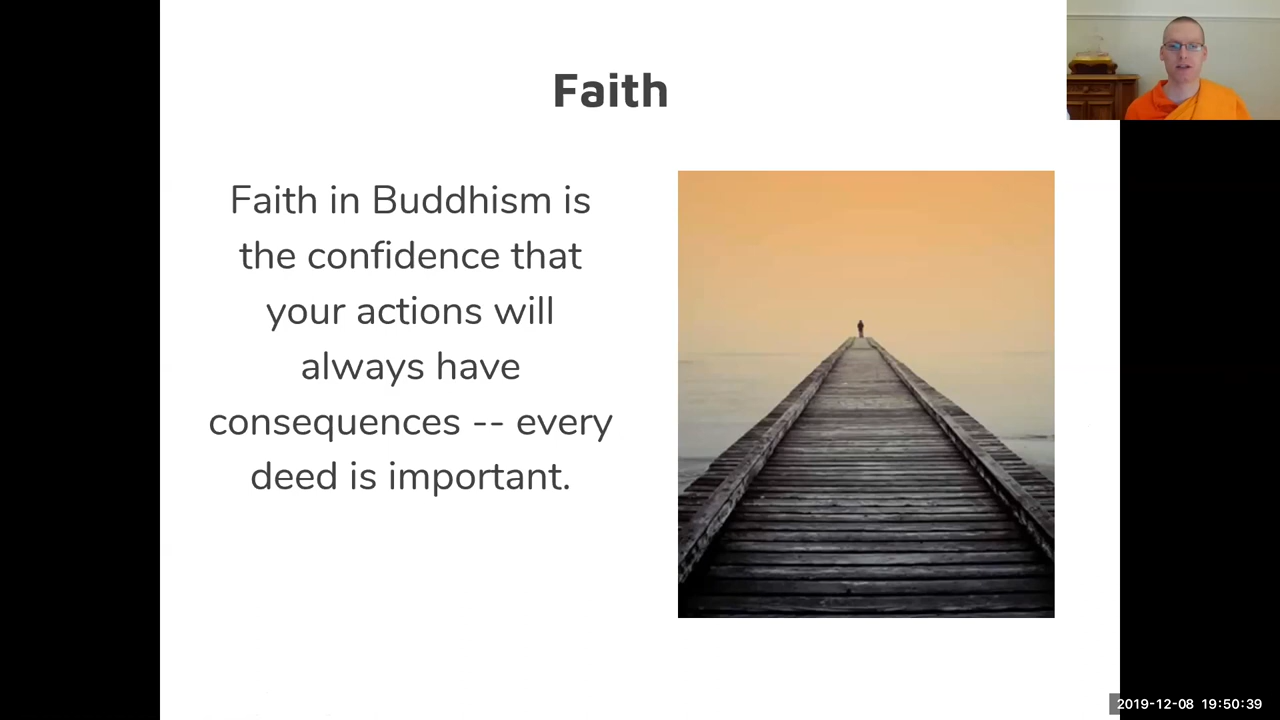 Faith
Faith in Buddhism is
the confidence that
your actions will
always have
consequences -- every
deed is important.
2019-12-08 19:50:39